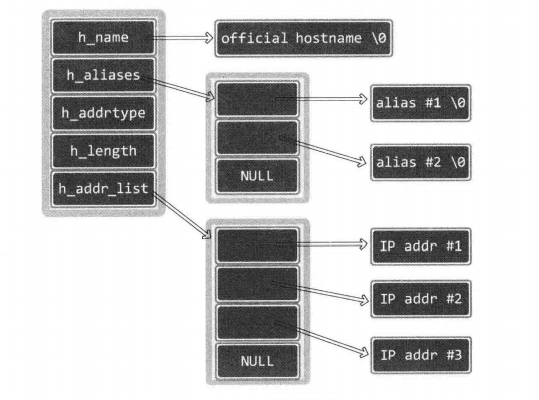 h_name
official hostname \0
h_aliases
h_addrtype
h_length
h_addr_list
alias #1 \0
alias #2 \0
NULL
IP addr #1
IP addr #2
IP addr #3
NULL